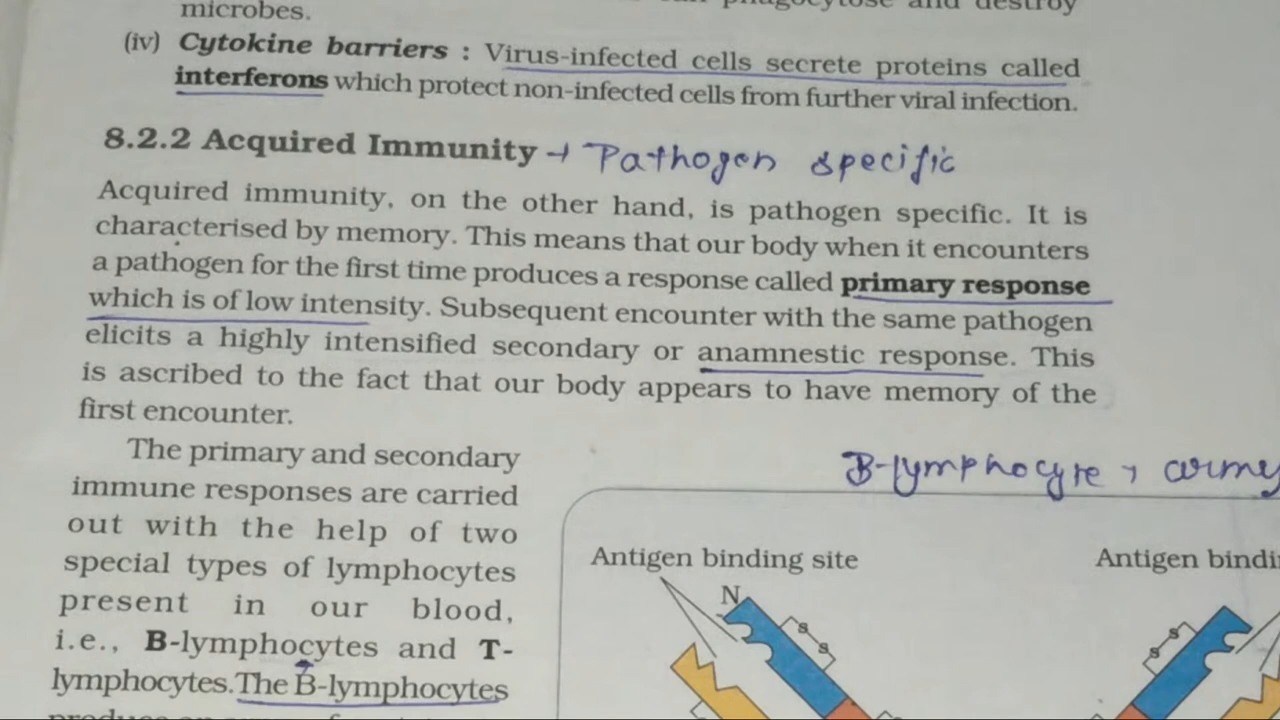 phagocytose and destroy
microbes.
(iv) Cytokine barriers : Virus-infected cells secrete proteins called
interferons which protect non-infected cells from further viral infection.
8.2.2 Acquired Immunity → Pathogen specific
Acquired immunity, on the other hand, is pathogen specific. It is
characterised by memory. This means that our body when it encounters
a pathogen for the first time produces a response called primary response
which is of low intensity. Subsequent encounter with the same pathogen
elicits a highly intensified secondary or anamnestic response. This
is ascribed to the fact that our body appears to have memory of the
first encounter.
The primary and secondary
immune responses are carried
out with the help of two
special types of lymphocytes
present in our blood,
i.e., B-lymphocytes and T-
lymphocytes. The B-lymphocytes
B-lymphocyte → army
Antigen binding site
Antigen bindi
N
s
s
s
s